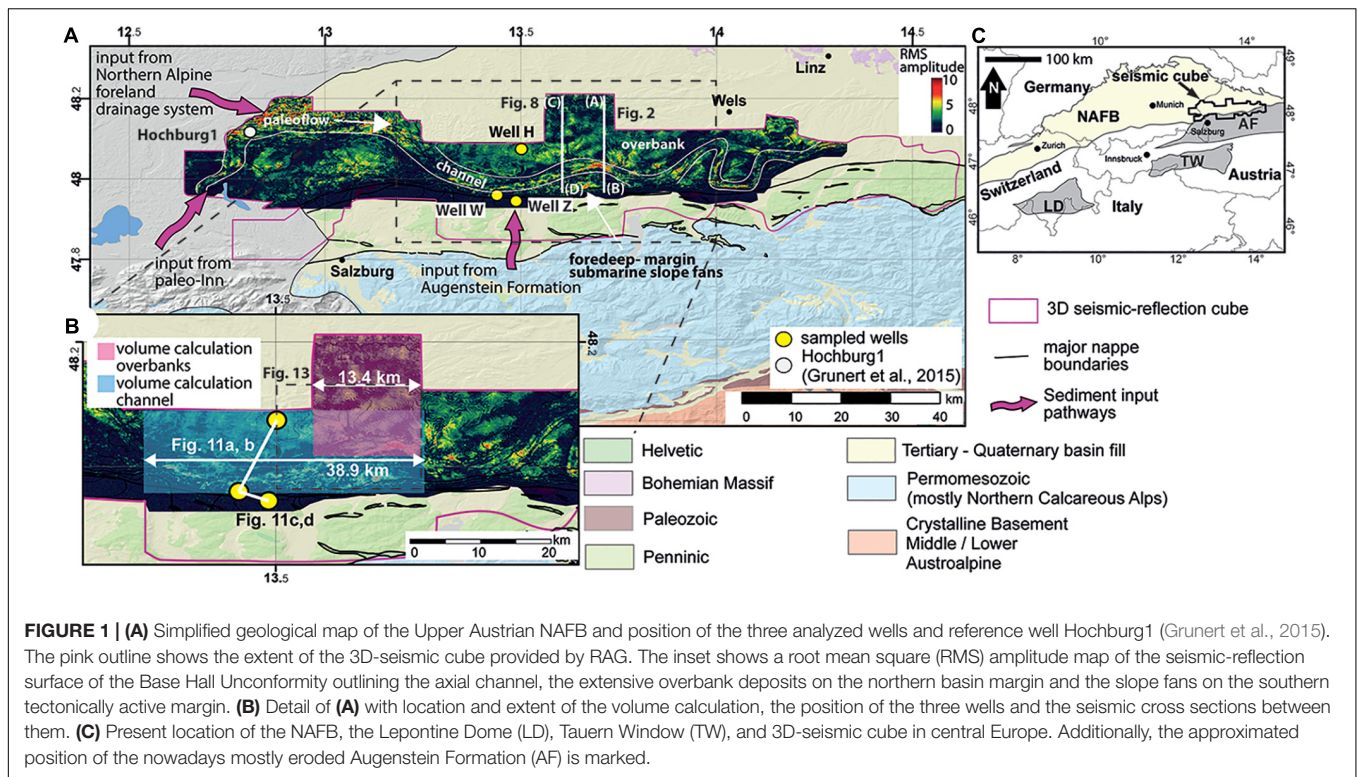 A
12.5
13
13.5
14
14.5
input from
Northern Alpine
foreland
drainage system
48.2
Hochburg1
paleoflow
Fig. 8
(C)
(A)
Fig. 2
Well H
Linz
Wels
RMS
amplitude
10
5
0
overbank
channel
48
(D)
(B)
Well W
Well Z
47.8
input from
paleo-Inn
Salzburg
input from
Augenstein Formation
foredeep- margin
submarine slope fans
sampled wells
Hochburg1
(Grunert et al., 2015)
0
10
20
30
40
km
B
13.5
48.2
48.2
volume calculation
overbanks
volume calculation
channel
Fig. 13
13.4 km
Fig. 11a, b
38.9 km
Fig. 11c,d
km
0
10
20
13.5
C
10°
14°
100 km
N
Germany
seismic cube
49°
48°
48°
NAFB
Munich
AF
Salzburg
Zurich
Innsbruck
TW
47°
47°
Switzerland
Austria
LD
Italy
46°
46°
8°
10°
12°
14°
3D seismic-reflection cube
major nappe
boundaries
Sediment input
pathways
Helvetic
Bohemian Massif
Paleozoic
Penninic
Tertiary - Quaternary basin fill
Permomesozoic
(mostly Northern Calcareous Alps)
Crystalline Basement
Middle / Lower
Austroalpine
FIGURE 1 | (A) Simplified geological map of the Upper Austrian NAFB and position of the three analyzed wells and reference well Hochburg1 (Grunert et al., 2015).
The pink outline shows the extent of the 3D-seismic cube provided by RAG. The inset shows a root mean square (RMS) amplitude map of the seismic-reflection
surface of the Base Hall Unconformity outlining the axial channel, the extensive overbank deposits on the northern basin margin and the slope fans on the southern
tectonically active margin. (B) Detail of (A) with location and extent of the volume calculation, the position of the three wells and the seismic cross sections between
them. (C) Present location of the NAFB, the Lepontine Dome (LD), Tauern Window (TW), and 3D-seismic cube in central Europe. Additionally, the approximated
position of the nowadays mostly eroded Augenstein Formation (AF) is marked.